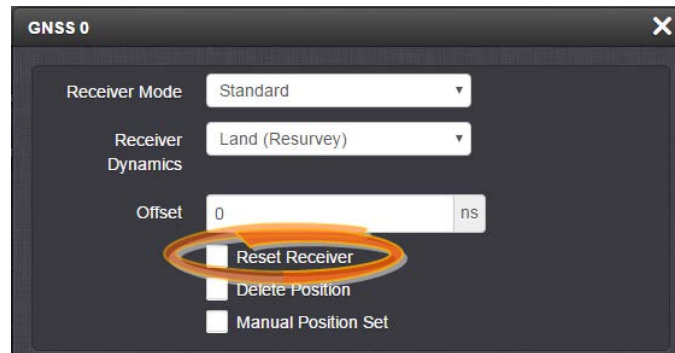 GNSS 0
Receiver Mode
Standard
Receiver
Dynamics
Land (Resurvey)
Offset
0
ns
Reset Receiver
Delete Position
Manual Position Set